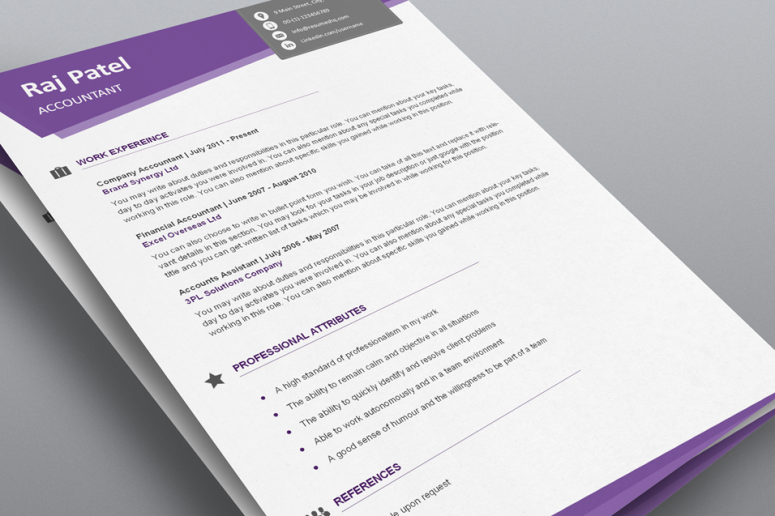 9 Main Street, City,
00-(1)-123456789
Linkedin.com/username
Raj Patel
ACCOUNTANT
WORK EXPEREINCE
Company Accountant | July 2011 - Present
Brand Synergy Ltd
You may write about duties and responsibilities in this particular role. You can mention about your key tasks,
day to day activates you were involved in. You can also mention about any special tasks you completed while
working in this role. You can also mention about specific skills you gained while working in this position.
Financial Accountant | June 2007 - August 2010
Excel Overseas Ltd
You can also choose to write in bullet point form you wish. You can take of all this text and replace it with rele-
vant details in this section. You may look for your tasks in your job description or just google with the position
title and you can get written list of tasks which you may be involved in while working for this position.
Accounts Assistant | July 2005 - May 2007
3PL Solutions Company
You may write about duties and responsibilities in this particular role. You can mention about your key tasks,
day to day activates you were involved in. You can also mention about any special tasks you completed while
working in this role. You can also mention about specific skills you gained while working in this position.
PROFESSIONAL ATTRIBUTES
A high standard of professionalism in my work
The ability to remain calm and objective in all situations
The ability to quickly identify and resolve client problems
Able to work autonomously and in a team environment
A good sense of humour and the willingness to be part of a team
REFERENCES
upon request